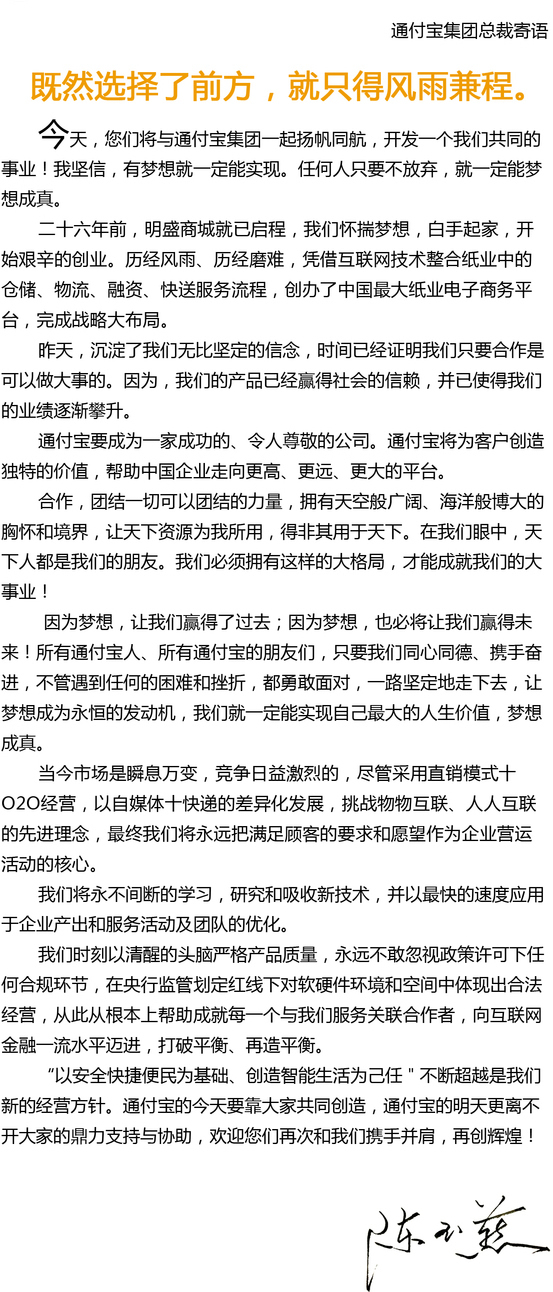 通付宝集团总裁寄语
既然选择了前方，就只得风雨兼程。
今天，您们将与通付宝集团一起扬帆同航，开发一个我们共同的
事业！我坚信，有梦想就一定能实现。任何人只要不放弃，就一定能梦
想成真。
二十六年前，明盛商城就已启程，我们怀揣梦想，白手起家，开
始艰辛的创业。历经风雨、历经磨难，凭借互联网技术整合纸业中的
仓储、物流、融资、快送服务流程，创办了中国最大纸业电子商务平
台，完成战略大布局。
昨天，沉淀了我们无比坚定的信念，时间已经证明我们只要合作是
可以做大事的。因为，我们的产品已经赢得社会的信赖，并已使得我们
的业绩逐渐攀升。
通付宝要成为一家成功的、令人尊敬的公司。通付宝将为客户创造
独特的价值，帮助中国企业走向更高、更远、更大的平台。
合作，团结一切可以团结的力量，拥有天空般广阔、海洋般博大的
胸怀和境界，让天下资源为我所用，得非其用于天下。在我们眼中，天
下人都是我们的朋友。我们必须拥有这样的大格局，才能成就我们的大
事业！
因为梦想，让我们赢得了过去；因为梦想，也必将让我们赢得未
来！所有通付宝人、所有通付宝的朋友们，只要我们同心同德、携手奋
进，不管遇到任何的困难和挫折，都勇敢面对，一路坚定地走下去，让
梦想成为永恒的发动机，我们就一定能实现自己最大的人生价值，梦想
成真。
当今市场是瞬息万变，竞争日益激烈的，尽管采用直销模式十
O2O经营，以自媒体十快递的差异化发展，挑战物物互联、人人互联
的先进理念，最终我们将永远把满足顾客的要求和愿望作为企业营运
活动的核心。
我们将永不间断的学习，研究和吸收新技术，并以最快的速度应用
于企业产出和服务活动及团队的优化。
我们时刻以清醒的头脑严格产品质量，永远不敢忽视政策许可下任
何合规环节，在央行监管划定红线下对软硬件环境和空间中体现出合法
经营，从此从根本上帮助成就每一个与我们服务关联合作者，向互联网
金融一流水平迈进，打破平衡、再造平衡。
“以安全快捷便民为基础、创造智能生活为己任＂不断超越是我们
新的经营方针。通付宝的今天要靠大家共同创造，通付宝的明天更离不
开大家的鼎力支持与协助，欢迎您们再次和我们携手并肩，再创辉煌！